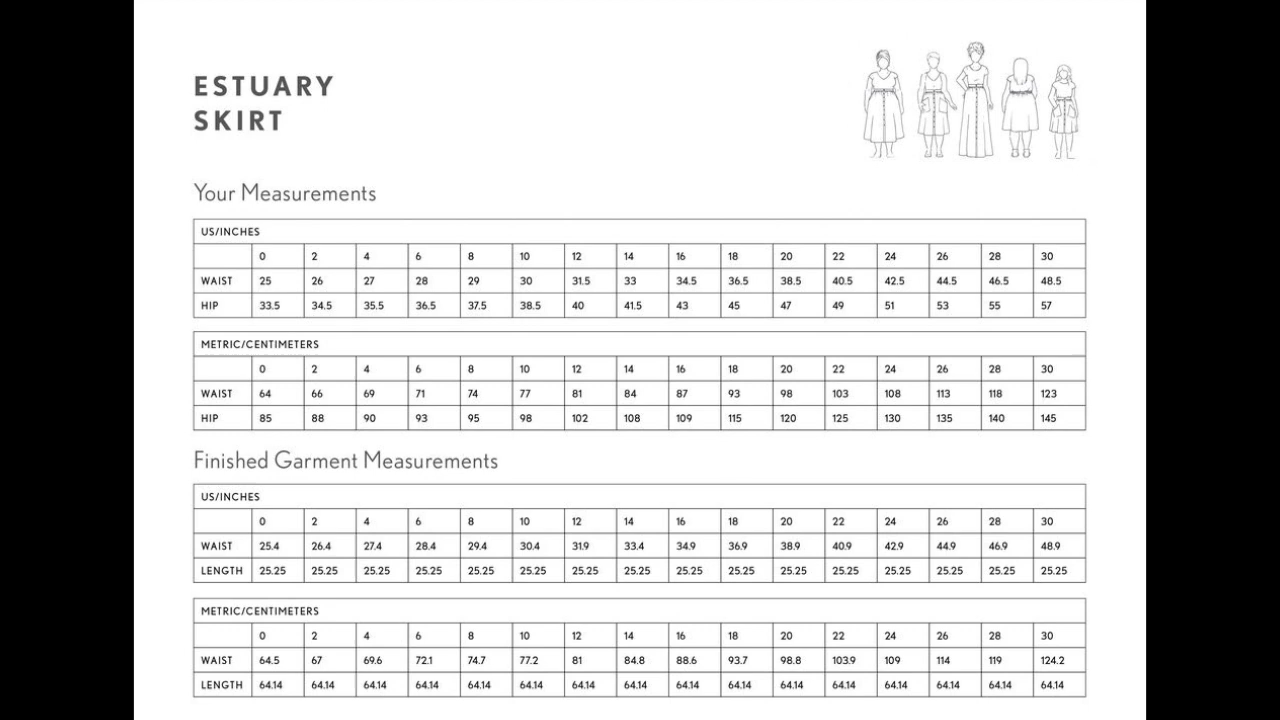 ESTUARY
SKIRT
Your Measurements
US/INCHES
0 2 4 6 8 10 12 14 16 18 20 22 24 26 28 30
WAIST 25 26 27 28 29 30 31.5 33 34.5 36.5 38.5 40.5 42.5 44.5 46.5 48.5
HIP 33.5 34.5 35.5 36.5 37.5 38.5 40 41.5 43 45 47 49 51 53 55 57
METRIC/CENTIMETERS
0 2 4 6 8 10 12 14 16 18 20 22 24 26 28 30
WAIST 64 66 69 71 74 77 81 84 87 93 98 103 108 113 118 123
HIP 85 88 90 93 95 98 102 108 109 115 120 125 130 135 140 145
Finished Garment Measurements
US/INCHES
0 2 4 6 8 10 12 14 16 18 20 22 24 26 28 30
WAIST 25.4 26.4 27.4 28.4 29.4 30.4 31.9 33.4 34.9 36.9 38.9 40.9 42.9 44.9 46.9 48.9
LENGTH 25.25 25.25 25.25 25.25 25.25 25.25 25.25 25.25 25.25 25.25 25.25 25.25 25.25 25.25 25.25 25.25
METRIC/CENTIMETERS
0 2 4 6 8 10 12 14 16 18 20 22 24 26 28 30
WAIST 64.5 67 69.6 72.1 74.7 77.2 81 84.8 88.6 93.7 98.8 103.9 109 114 119 124.2
LENGTH 64.14 64.14 64.14 64.14 64.14 64.14 64.14 64.14 64.14 64.14 64.14 64.14 64.14 64.14 64.14 64.14